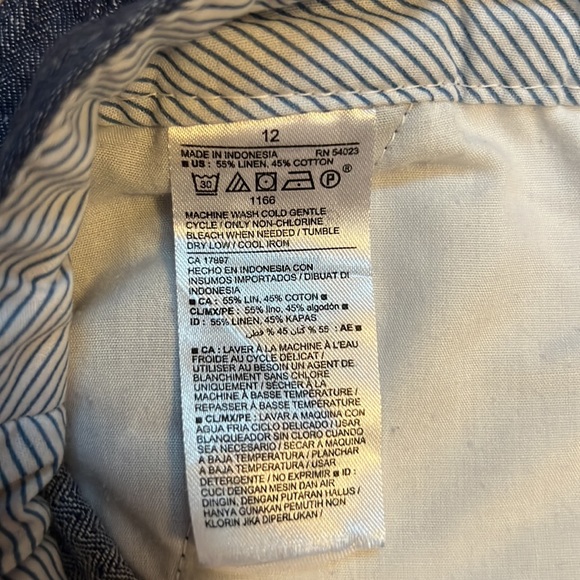 12
MADE IN INDONESIA RN 54023
■ US : 55% LINEN, 45% COTTON
30 P ®
1166
MACHINE WASH COLD GENTLE
CYCLE / ONLY NON-CHLORINE
BLEACH WHEN NEEDED / TUMBLE
DRY LOW / COOL IRON
CA 17897
HECHO EN INDONESIA CON
INSUMOS IMPORTADOS / DIBUAT DI
INDONESIA
■ CA : 55% LIN, 45% COTON ■
CL/MX/PE : 55% lino, 45% algodón ■
ID : 55% LINEN, 45% KAPAS
■ AE : 55 % كتان 45 % قطن
■ CA : LAVER À LA MACHINE À L'EAU
FROIDE AU CYCLE DÉLICAT /
UTILISER AU BESOIN UN AGENT DE
BLANCHIMENT SANS CHLORE
UNIQUEMENT / SÉCHER À LA
MACHINE À BASSE TEMPÉRATURE /
REPASSER À BASSE TEMPÉRATURE
■ CL/MX/PE : LAVAR A MAQUINA CON
AGUA FRIA CICLO DELICADO / USAR
BLANQUEADOR SIN CLORO CUANDO
SEA NECESARIO / SECAR A MAQUINA
A BAJA TEMPERATURA / PLANCHAR
A BAJA TEMPERATURA / USAR
DETERGENTE / NO EXPRIMIR ■ ID :
CUCI DENGAN MESIN DAN AIR
DINGIN, DENGAN PUTARAN HALUS /
HANYA GUNAKAN PEMUTIH NON
KLORIN JIKA DIPERLUKAN /